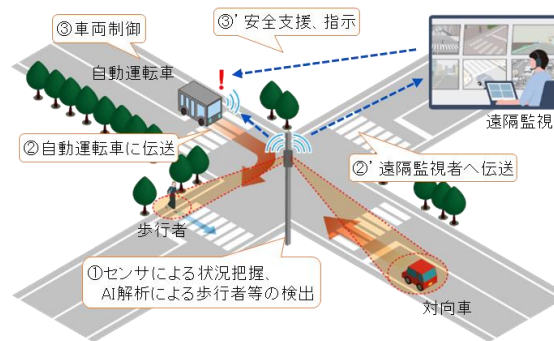 ③車両制御
③’安全支援、指示
自動運転車
遠隔監視
②自動運転車に伝送
②’遠隔監視者へ伝送
歩行者
①センサによる状況把握、
AI解析による歩行者等の検出
対向車